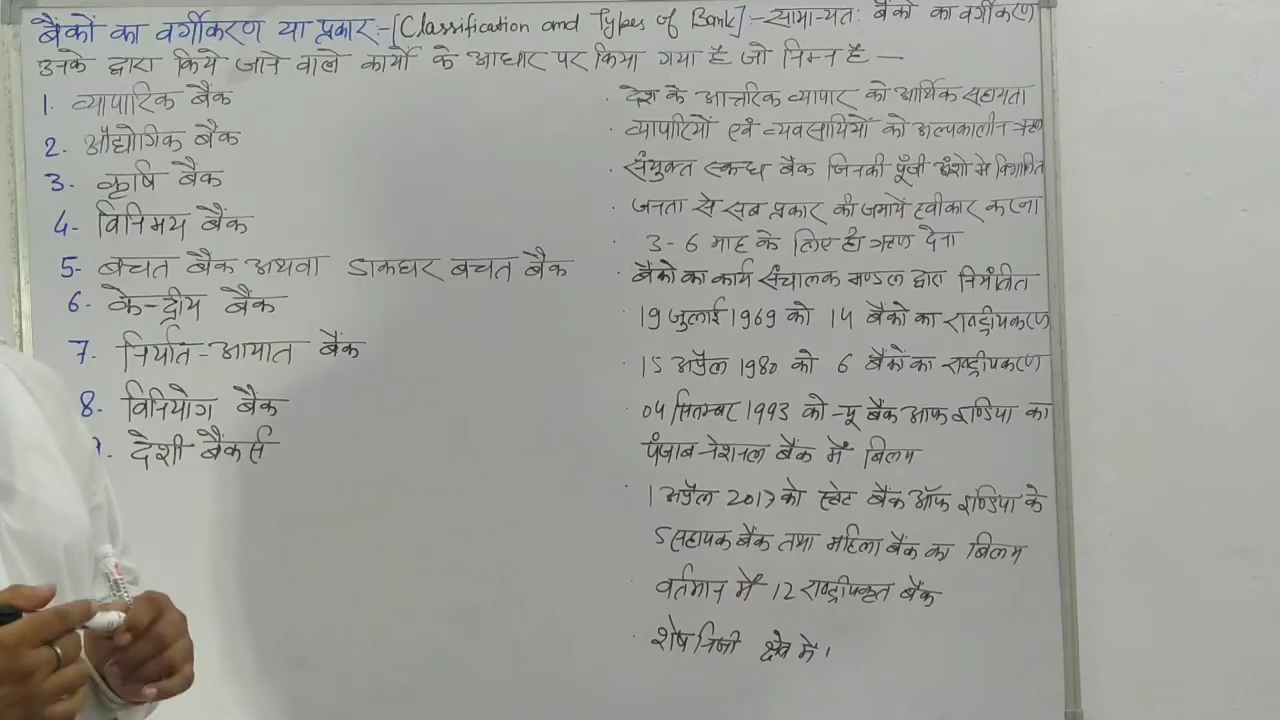 बैंकों का वर्गीकरण या प्रकार:-[Classification and Types of Bank]:- सामान्यत: बैंकों का वर्गीकरण
उनके द्वारा किये जाने वाले कार्यों के आधार पर किया गया है जो निम्न है —
1. व्यापारिक बैंक
2. औद्योगिक बैंक
3. कृषि बैंक
4- विनिमय बैंक
5- बचत बैंक अथवा डाकघर बचत बैंक
6- केन्द्रीय बैंक
7. निर्यात-आयात बैंक
8. विनियोग बैंक
. देशी बैंकर्स
· देश के आन्तरिक व्यापार को आर्थिक सहायता
· व्यापारियों एवं व्यवसायियों को अल्पकालीन ऋण
· संयुक्त स्कन्ध बैंक जिनकी पूँजी अंशो मे विभाजित
· जनता से सब प्रकार की जमायें स्वीकार करना
· 3-6 माह के लिए ही ऋण देना
· बैंको का कार्य संचालक मण्डल द्वारा नियंत्रित
· 19 जुलाई 1969 को 14 बैंको का राष्ट्रीयकरण
· 15 अप्रैल 1980 को 6 बैंकों का राष्ट्रीयकरण
· 04 सितम्बर 1993 को न्यू बैंक आफ इण्डिया का
पंजाब नेशनल बैंक में विलय
· 1 अप्रैल 2017 को स्टेट बैंक ऑफ इण्डिया के
5 सहायक बैंक तथा महिला बैंक का विलय
· वर्तमान में 12 राष्ट्रीयकृत बैंक
· शेष निजी क्षेत्र में।